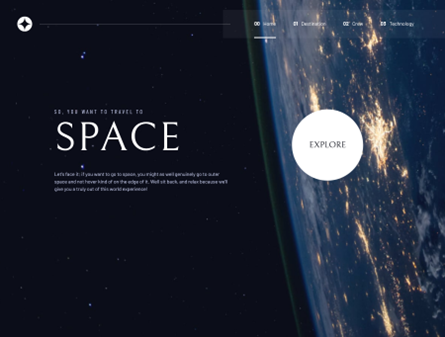 00 Home 01 Destination 02 Crew 03 Technology
SO, YOU WANT TO TRAVEL TO
SPACE
EXPLORE
Let's face it; if you want to go to space, you might as well genuinely go to outer
space and not hover kind of on the edge of it. Well sit back, and relax because we'll
give you a truly out of this world experience!